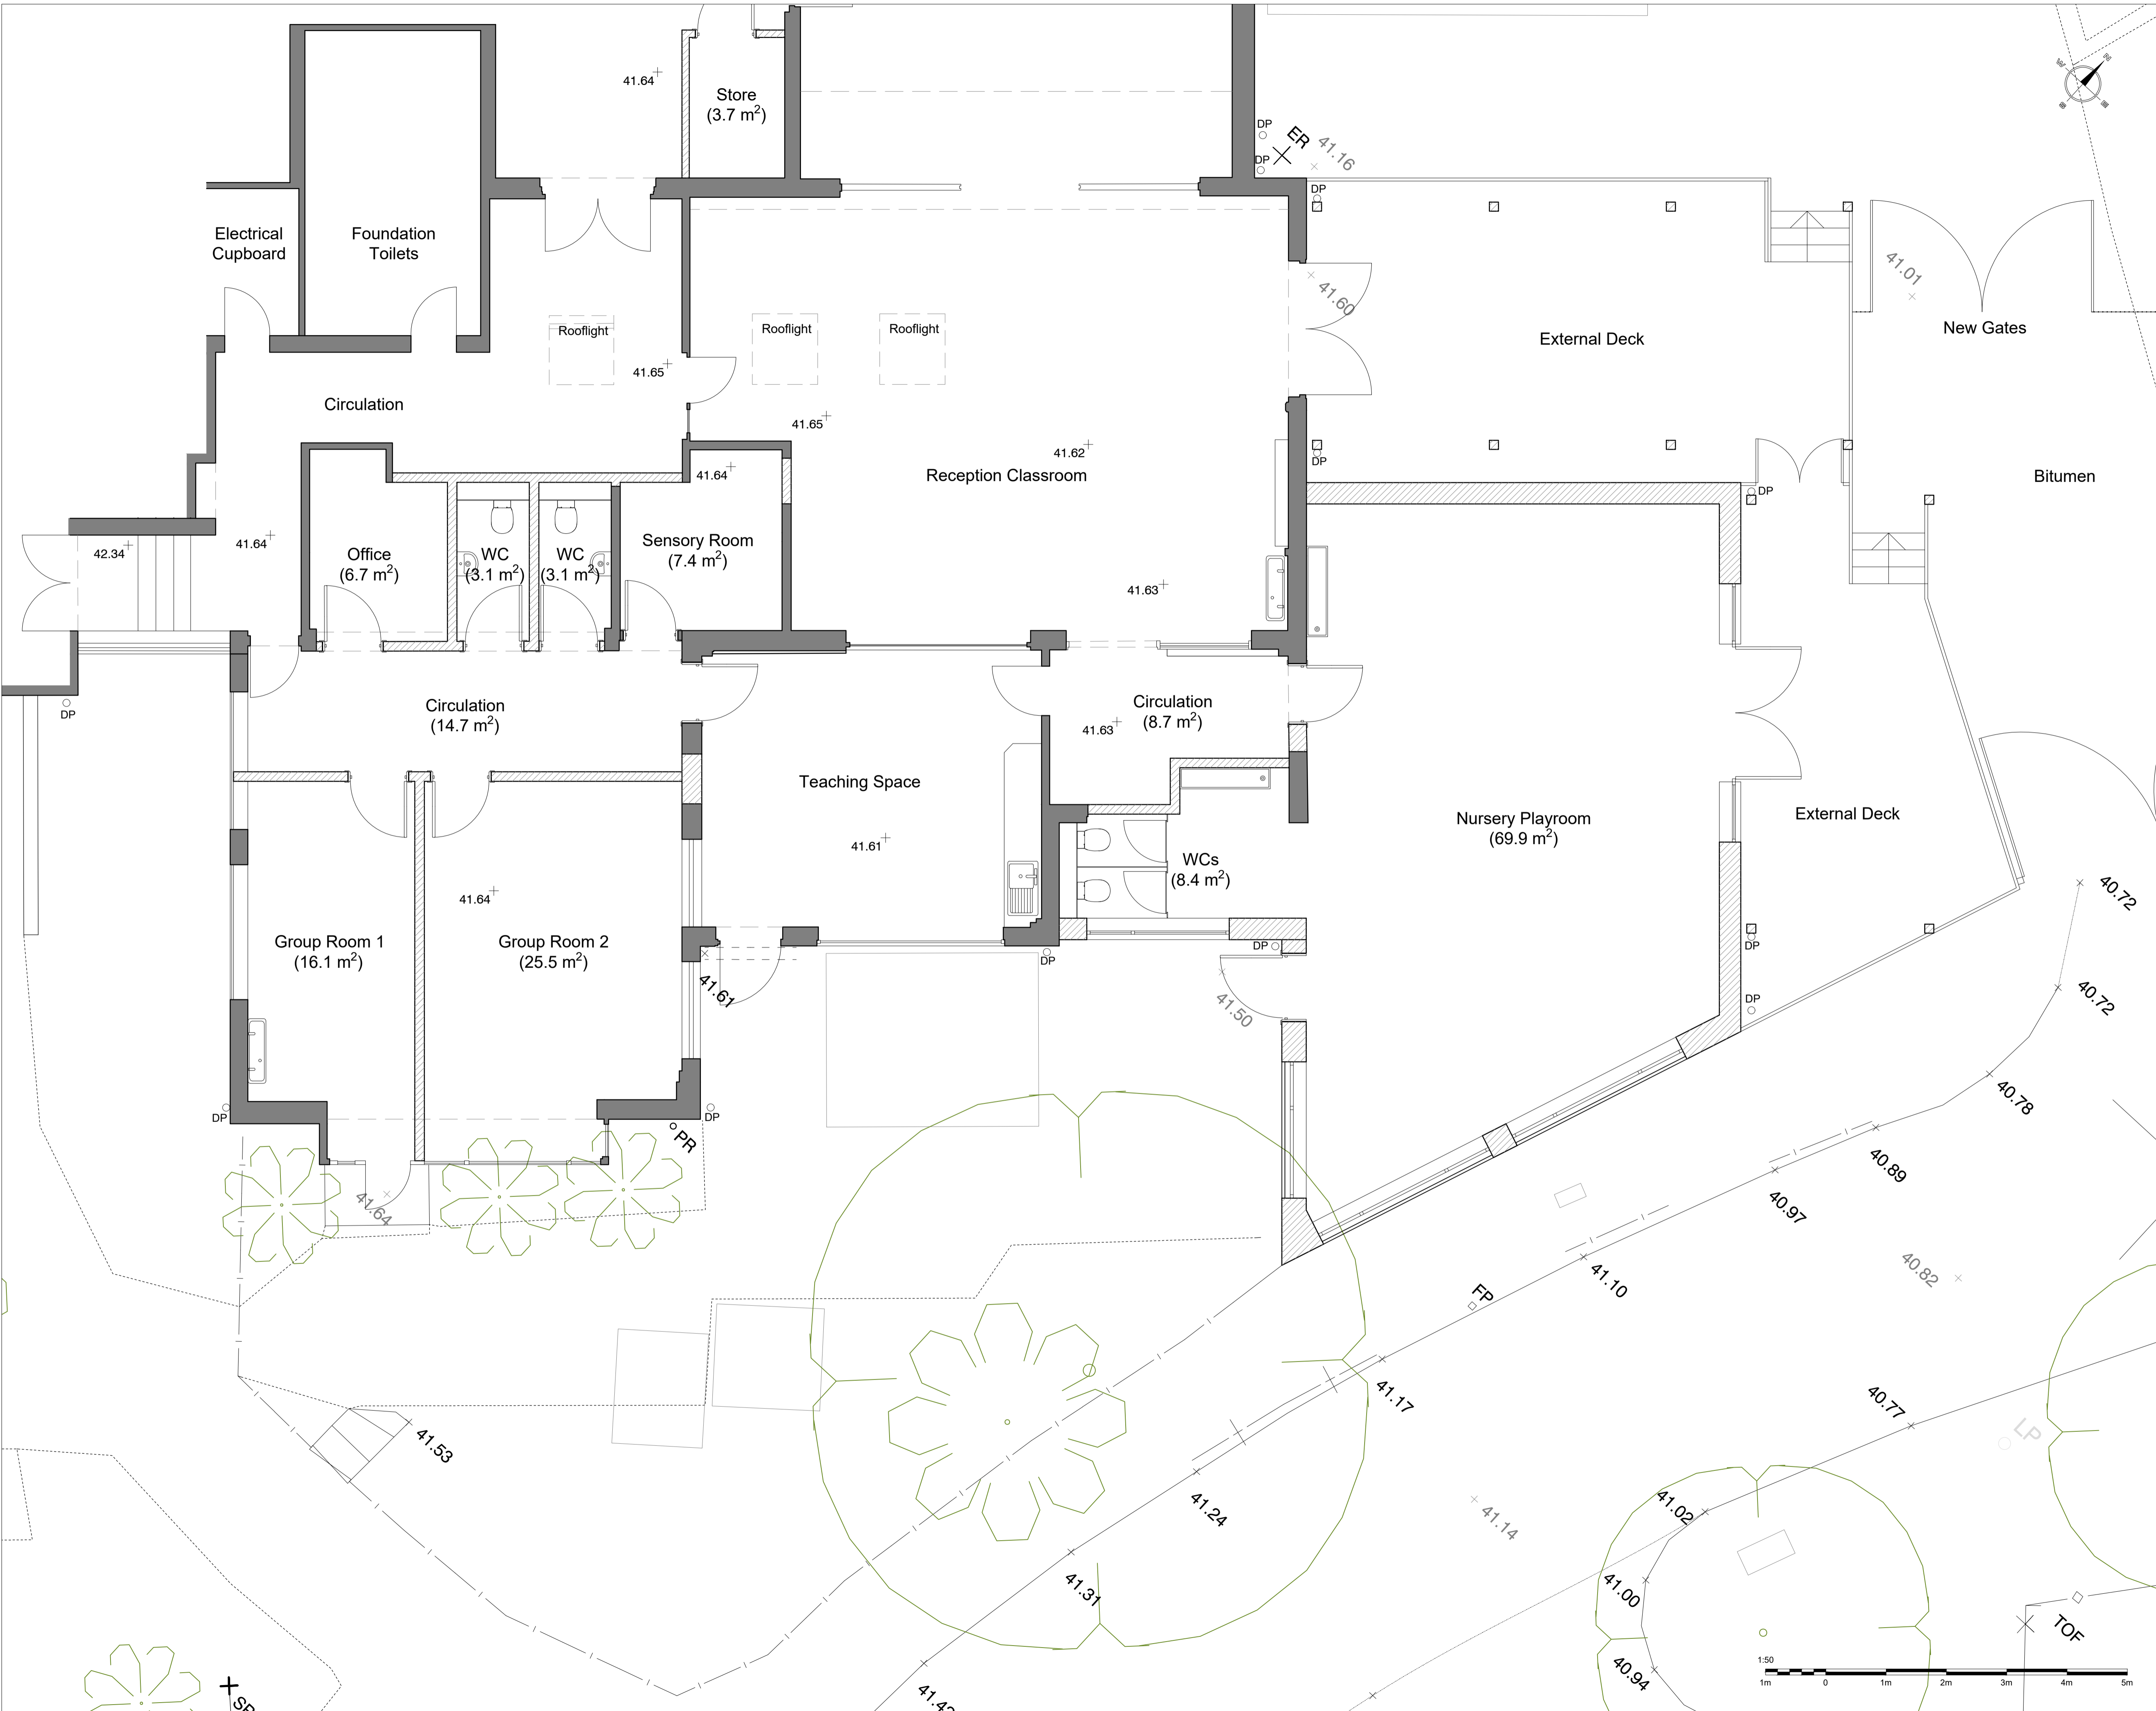 41.64
Store
(3.7 m²)
DP
DP
ER
41.16
DP
N
W
Electrical
Cupboard
Foundation
Toilets
41.60
41.01
Rooflight
Rooflight
Rooflight
New Gates
External Deck
41.65
41.65
Circulation
41.62
41.64
Reception Classroom
DP
Bitumen
DP
42.34
41.64
Office
(6.7 m²)
WC
(3.1 m²)
WC
(3.1 m²)
Sensory Room
(7.4 m²)
41.63
DP
Circulation
(14.7 m²)
Circulation
(8.7 m²)
41.63
Teaching Space
41.61
Nursery Playroom
(69.9 m²)
External Deck
WCs
(8.4 m²)
41.64
40.72
Group Room 1
(16.1 m²)
Group Room 2
(25.5 m²)
DP
DP
DP
41.61
41.50
DP
40.72
DP
DP
PR
40.78
40.89
41.64
40.97
40.82
41.10
FP
41.17
40.77
LP
41.53
41.24
41.14
41.02
41.31
41.00
TOF
40.94
1:50
1m
0
1m
2m
3m
4m
5m